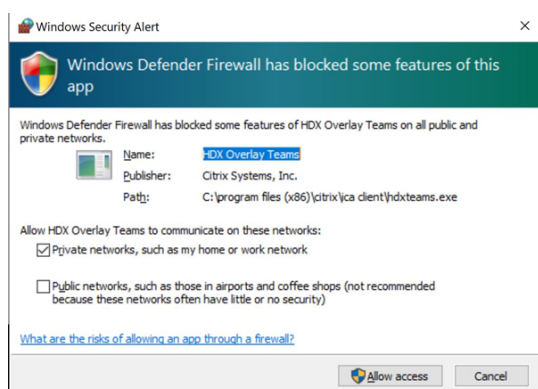 Windows Security Alert
Windows Defender Firewall has blocked some features of this
app
Windows Defender Firewall has blocked some features of HDX Overlay Teams on all public and
private networks.
Name: HDX Overlay Teams
Publisher: Citrix Systems, Inc.
Path: C:\program files (x86)\citrix\ica client\hdxteams.exe
Allow HDX Overlay Teams to communicate on these networks:
Private networks, such as my home or work network
Public networks, such as those in airports and coffee shops (not recommended
because these networks often have little or no security)
What are the risks of allowing an app through a firewall?
Allow access
Cancel